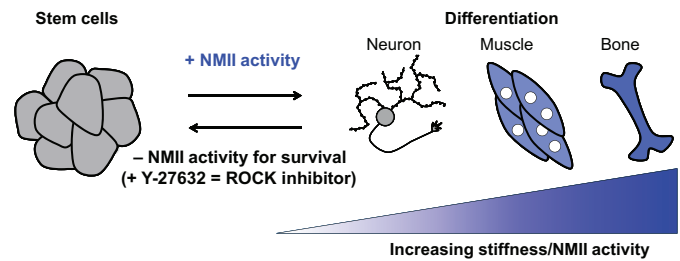 Stem cells
Differentiation
Neuron
Muscle
Bone
+ NMII activity
– NMII activity for survival
(+ Y-27632 = ROCK inhibitor)
Increasing stiffness/NMII activity